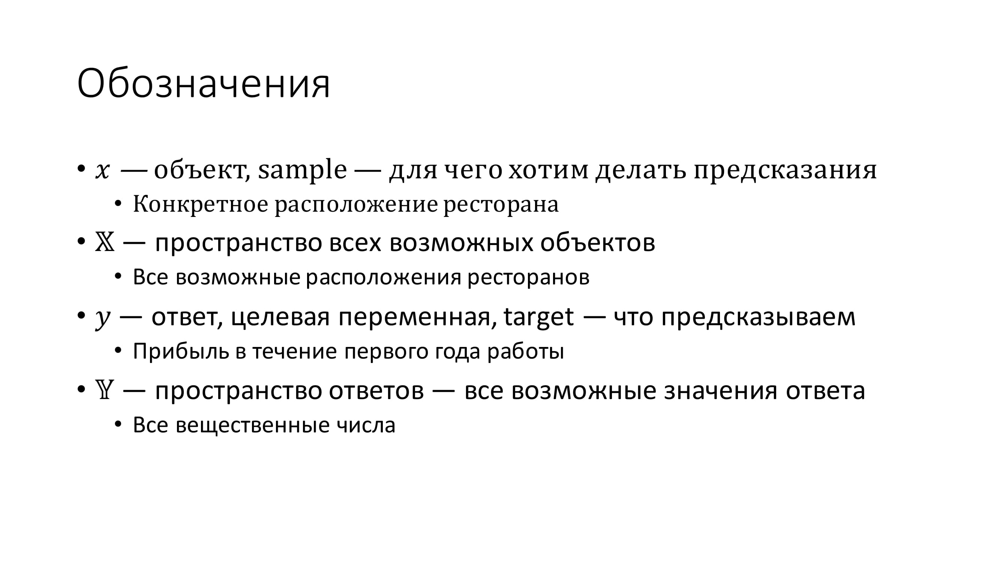 Обозначения
• x — объект, sample — для чего хотим делать предсказания
• Конкретное расположение ресторана
• 𝕏 — пространство всех возможных объектов
• Все возможные расположения ресторанов
• y — ответ, целевая переменная, target — что предсказываем
• Прибыль в течение первого года работы
• 𝕐 — пространство ответов — все возможные значения ответа
• Все вещественные числа